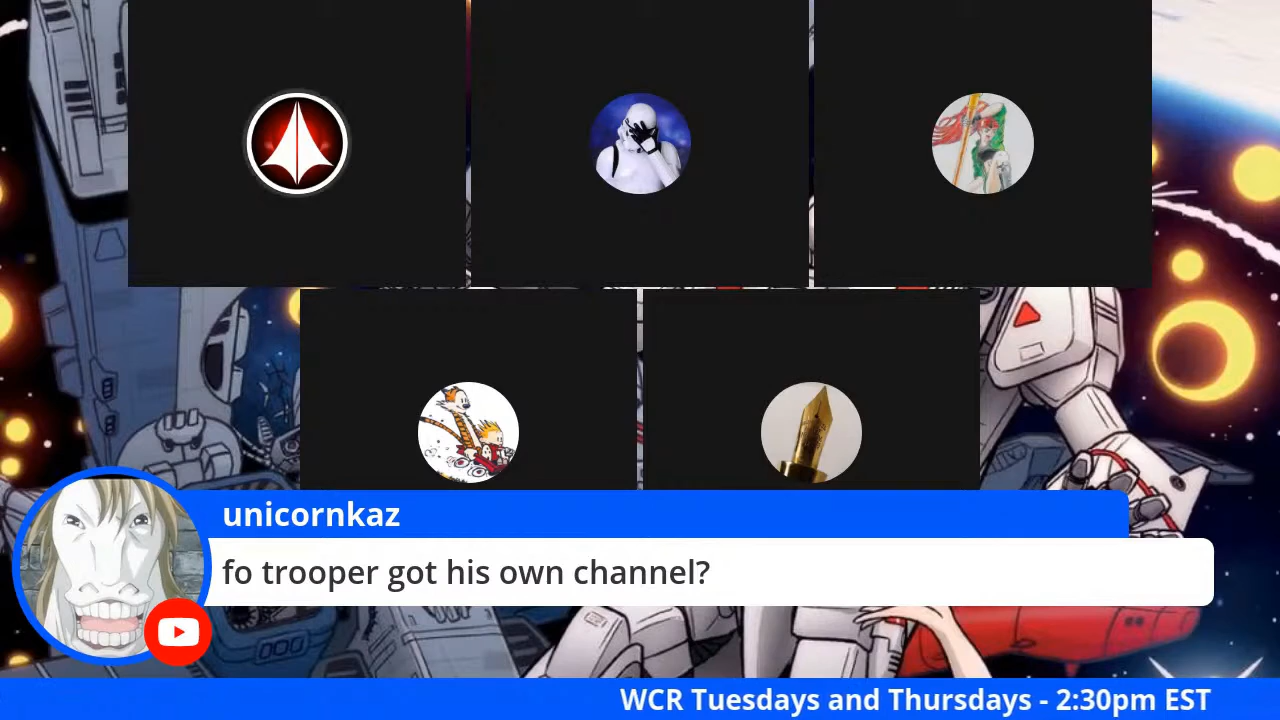 unicornkaz
fo trooper got his own channel?
WCR Tuesdays and Thursdays - 2:30pm EST